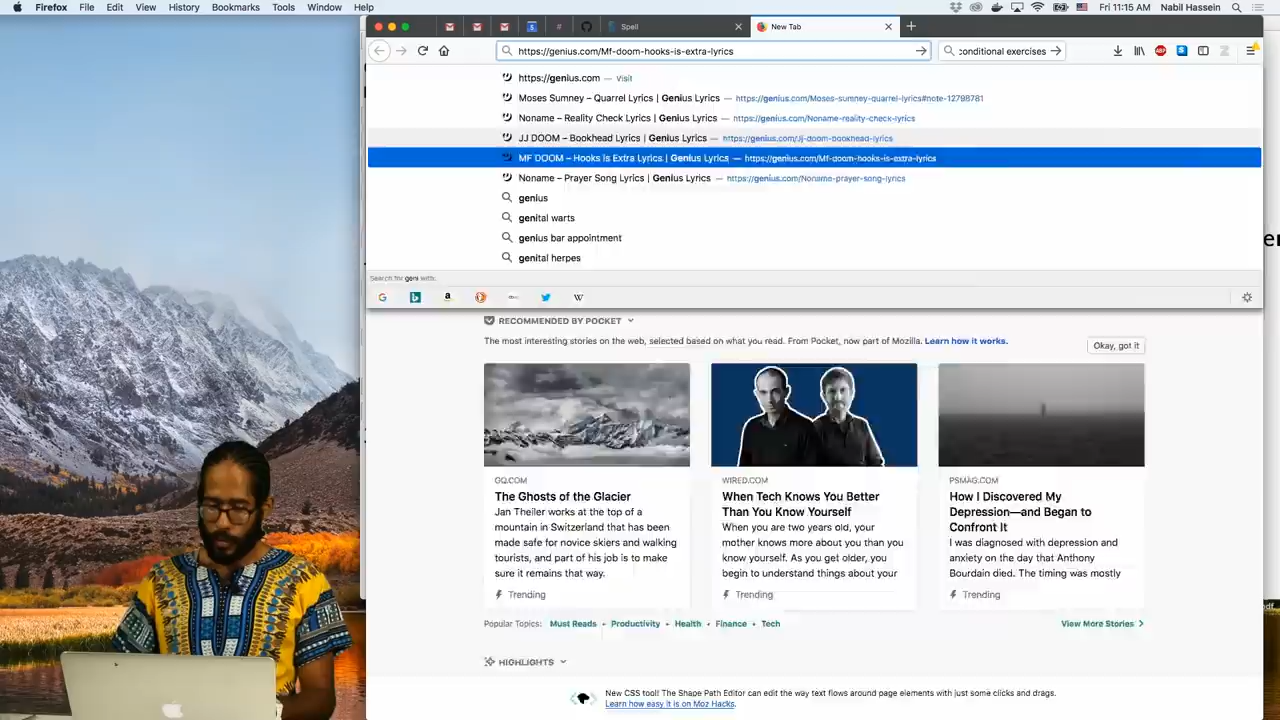 Firefox File Edit View History Bookmarks Tools Window Help Fri 11:15 AM Nabil Hassein
Spell New Tab
https://genius.com/Mf-doom-hooks-is-extra-lyrics conditional exercises
https://genius.com — Visit
Moses Sumney – Quarrel Lyrics | Genius Lyrics — https://genius.com/Moses-sumney-quarrel-lyrics#note-12798781
Noname – Reality Check Lyrics | Genius Lyrics — https://genius.com/Noname-reality-check-lyrics
JJ DOOM – Bookhead Lyrics | Genius Lyrics — https://genius.com/Jj-doom-bookhead-lyrics
MF DOOM – Hooks Is Extra Lyrics | Genius Lyrics — https://genius.com/Mf-doom-hooks-is-extra-lyrics
Noname – Prayer Song Lyrics | Genius Lyrics — https://genius.com/Noname-prayer-song-lyrics
genius
genital warts
genius bar appointment
genital herpes
Search for geni with:
RECOMMENDED BY POCKET
The most interesting stories on the web, selected based on what you read. From Pocket, now part of Mozilla. Learn how it works.
Okay, got it
GQ.COM
The Ghosts of the Glacier
Jan Theiler works at the top of a
mountain in Switzerland that has been
made safe for novice skiers and walking
tourists, and part of his job is to make
sure it remains that way.
Trending
WIRED.COM
When Tech Knows You Better
Than You Know Yourself
When you are two years old, your
mother knows more about you than you
know yourself. As you get older, you
begin to understand things about your
Trending
PSMAG.COM
How I Discovered My
Depression—and Began to
Confront It
I was diagnosed with depression and
anxiety on the day that Anthony
Bourdain died. The timing was mostly
Trending
Popular Topics: Must Reads • Productivity • Health • Finance • Tech
View More Stories
HIGHLIGHTS
New CSS tool! The Shape Path Editor can edit the way text flows around page elements with just some clicks and drags.
Learn how easy it is on Moz Hacks.